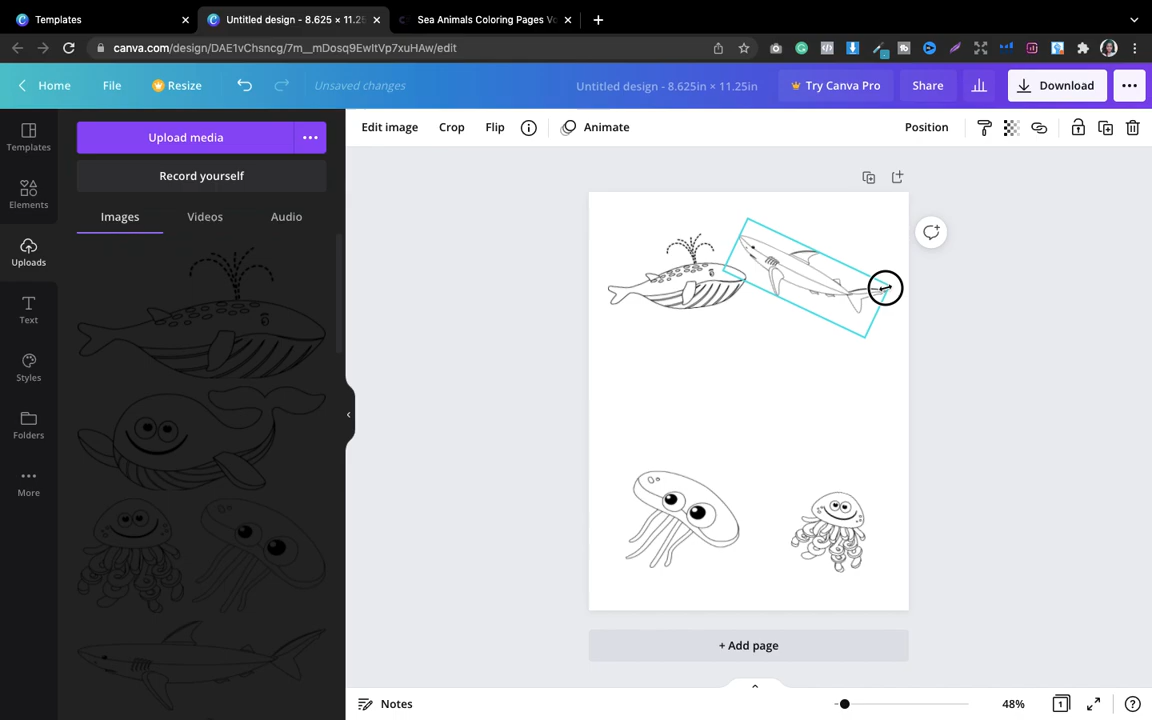 Templates
Untitled design - 8.625 × 11.25
Sea Animals Coloring Pages Vo
canva.com/design/DAE1vChsncg/7m__mDosq9EwItVp7xuHAw/edit
Home
File
Resize
Unsaved changes
Untitled design - 8.625in × 11.25in
Try Canva Pro
Share
Download
Templates
Elements
Uploads
Text
Styles
Folders
More
Upload media
Record yourself
Images
Videos
Audio
Edit image
Crop
Flip
Animate
Position
+ Add page
Notes
48%
1